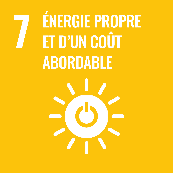 7 ÉNERGIE PROPRE
ET D'UN COÛT
ABORDABLE